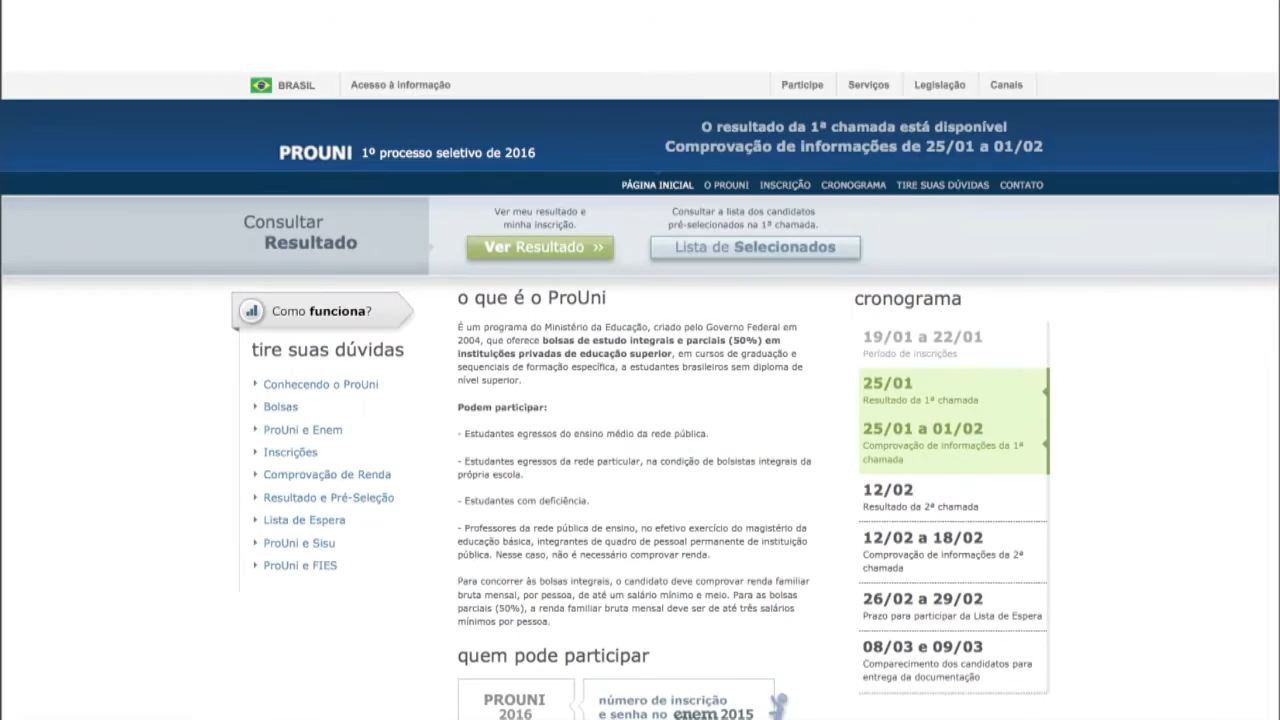 BRASIL
Acesso à informação
Participe
Serviços
Legislação
Canais
O resultado da 1ª chamada está disponível
PROUNI 1º processo seletivo de 2016
Comprovação de informações de 25/01 a 01/02
PÁGINA INICIAL O PROUNI INSCRIÇÃO CRONOGRAMA TIRE SUAS DÚVIDAS CONTATO
Consultar
Resultado
Ver meu resultado e
minha inscrição.
Ver Resultado »
Consultar a lista dos candidatos
pré-selecionados na 1ª chamada.
Lista de Selecionados
Como funciona?
tire suas dúvidas
Conhecendo o ProUni
Bolsas
ProUni e Enem
Inscrições
Comprovação de Renda
Resultado e Pré-Seleção
Lista de Espera
ProUni e Sisu
ProUni e FIES
o que é o ProUni
É um programa do Ministério da Educação, criado pelo Governo Federal em
2004, que oferece bolsas de estudo integrais e parciais (50%) em
instituições privadas de educação superior, em cursos de graduação e
sequenciais de formação específica, a estudantes brasileiros sem diploma de
nível superior.
Podem participar:
- Estudantes egressos do ensino médio da rede pública.
- Estudantes egressos da rede particular, na condição de bolsistas integrais da
própria escola.
- Estudantes com deficiência.
- Professores da rede pública de ensino, no efetivo exercício do magistério da
educação básica, integrantes de quadro de pessoal permanente de instituição
pública. Nesse caso, não é necessário comprovar renda.
Para concorrer às bolsas integrais, o candidato deve comprovar renda familiar
bruta mensal, por pessoa, de até um salário mínimo e meio. Para as bolsas
parciais (50%), a renda familiar bruta mensal deve ser de até três salários
mínimos por pessoa.
quem pode participar
PROUNI
2016
número de inscrição
e senha no enem 2015
cronograma
19/01 a 22/01
Período de inscrições
25/01
Resultado da 1ª chamada
25/01 a 01/02
Comprovação de informações da 1ª
chamada
12/02
Resultado da 2ª chamada
12/02 a 18/02
Comprovação de informações da 2ª
chamada
26/02 a 29/02
Prazo para participar da Lista de Espera
08/03 e 09/03
Comparecimento dos candidatos para
entrega da documentação